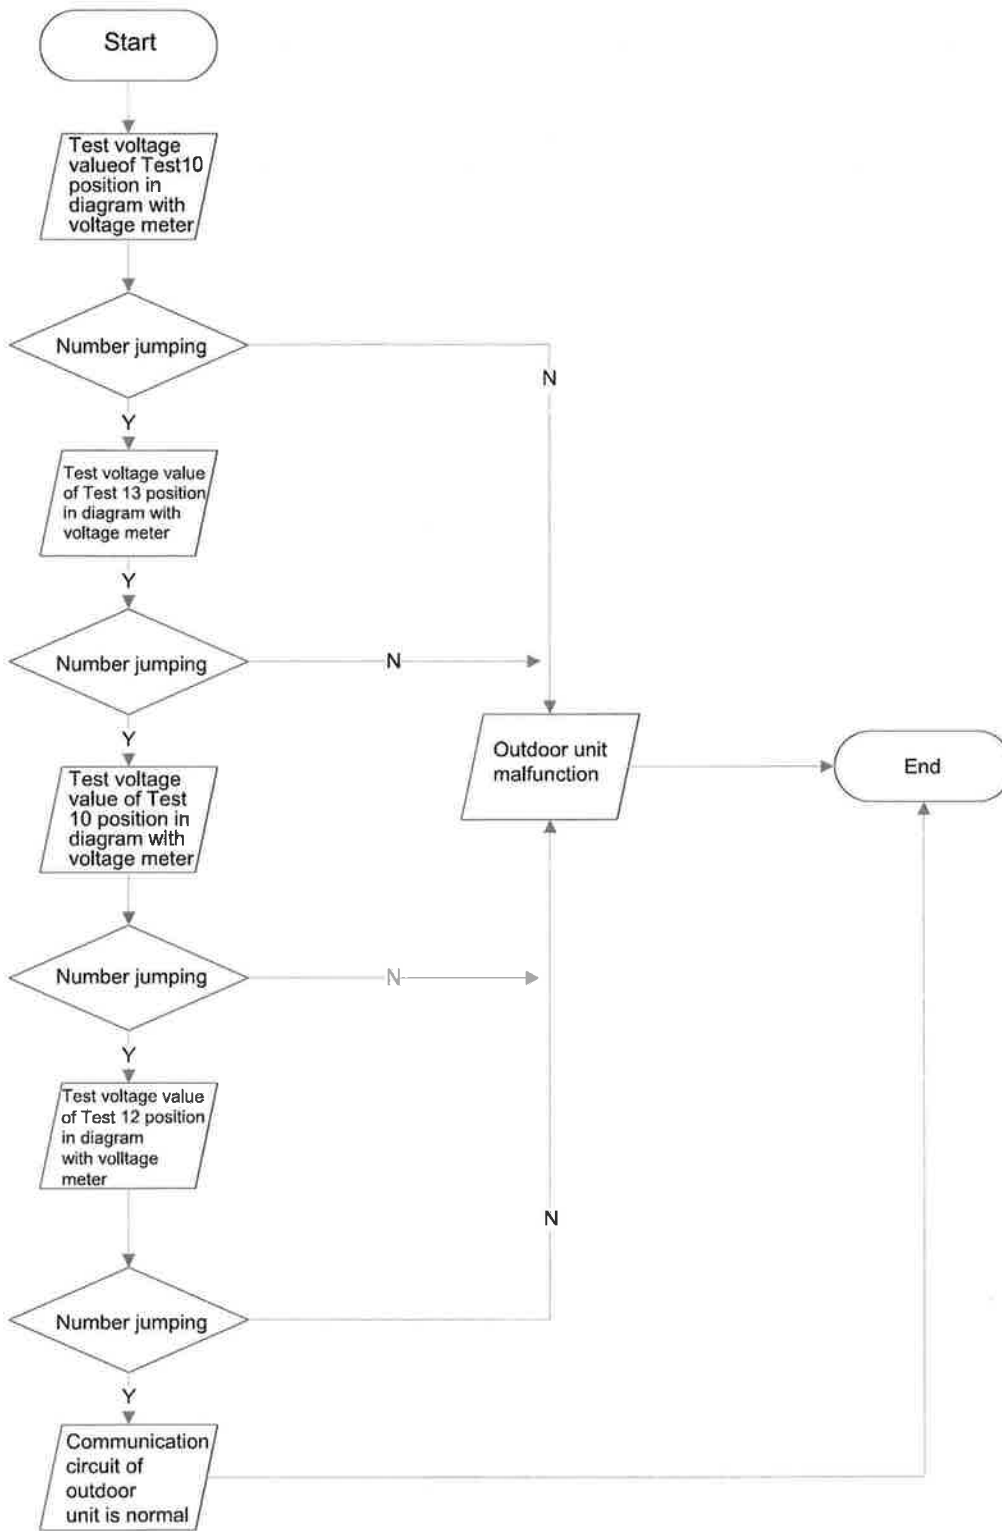 Start
Test voltage
valueof Test10
position in
diagram with
voltage meter
Number jumping
N
Y
Test voltage value
of Test 13 position
in diagram with
voltage meter
Y
Number jumping
N
Y
Test voltage
value of Test
10 position in
diagram with
voltage meter
Outdoor unit
malfunction
End
Number jumping
N
Y
Test voltage value
of Test 12 position
in diagram
with volltage
meter
N
Number jumping
Y
Communication
circuit of
outdoor
unit is normal